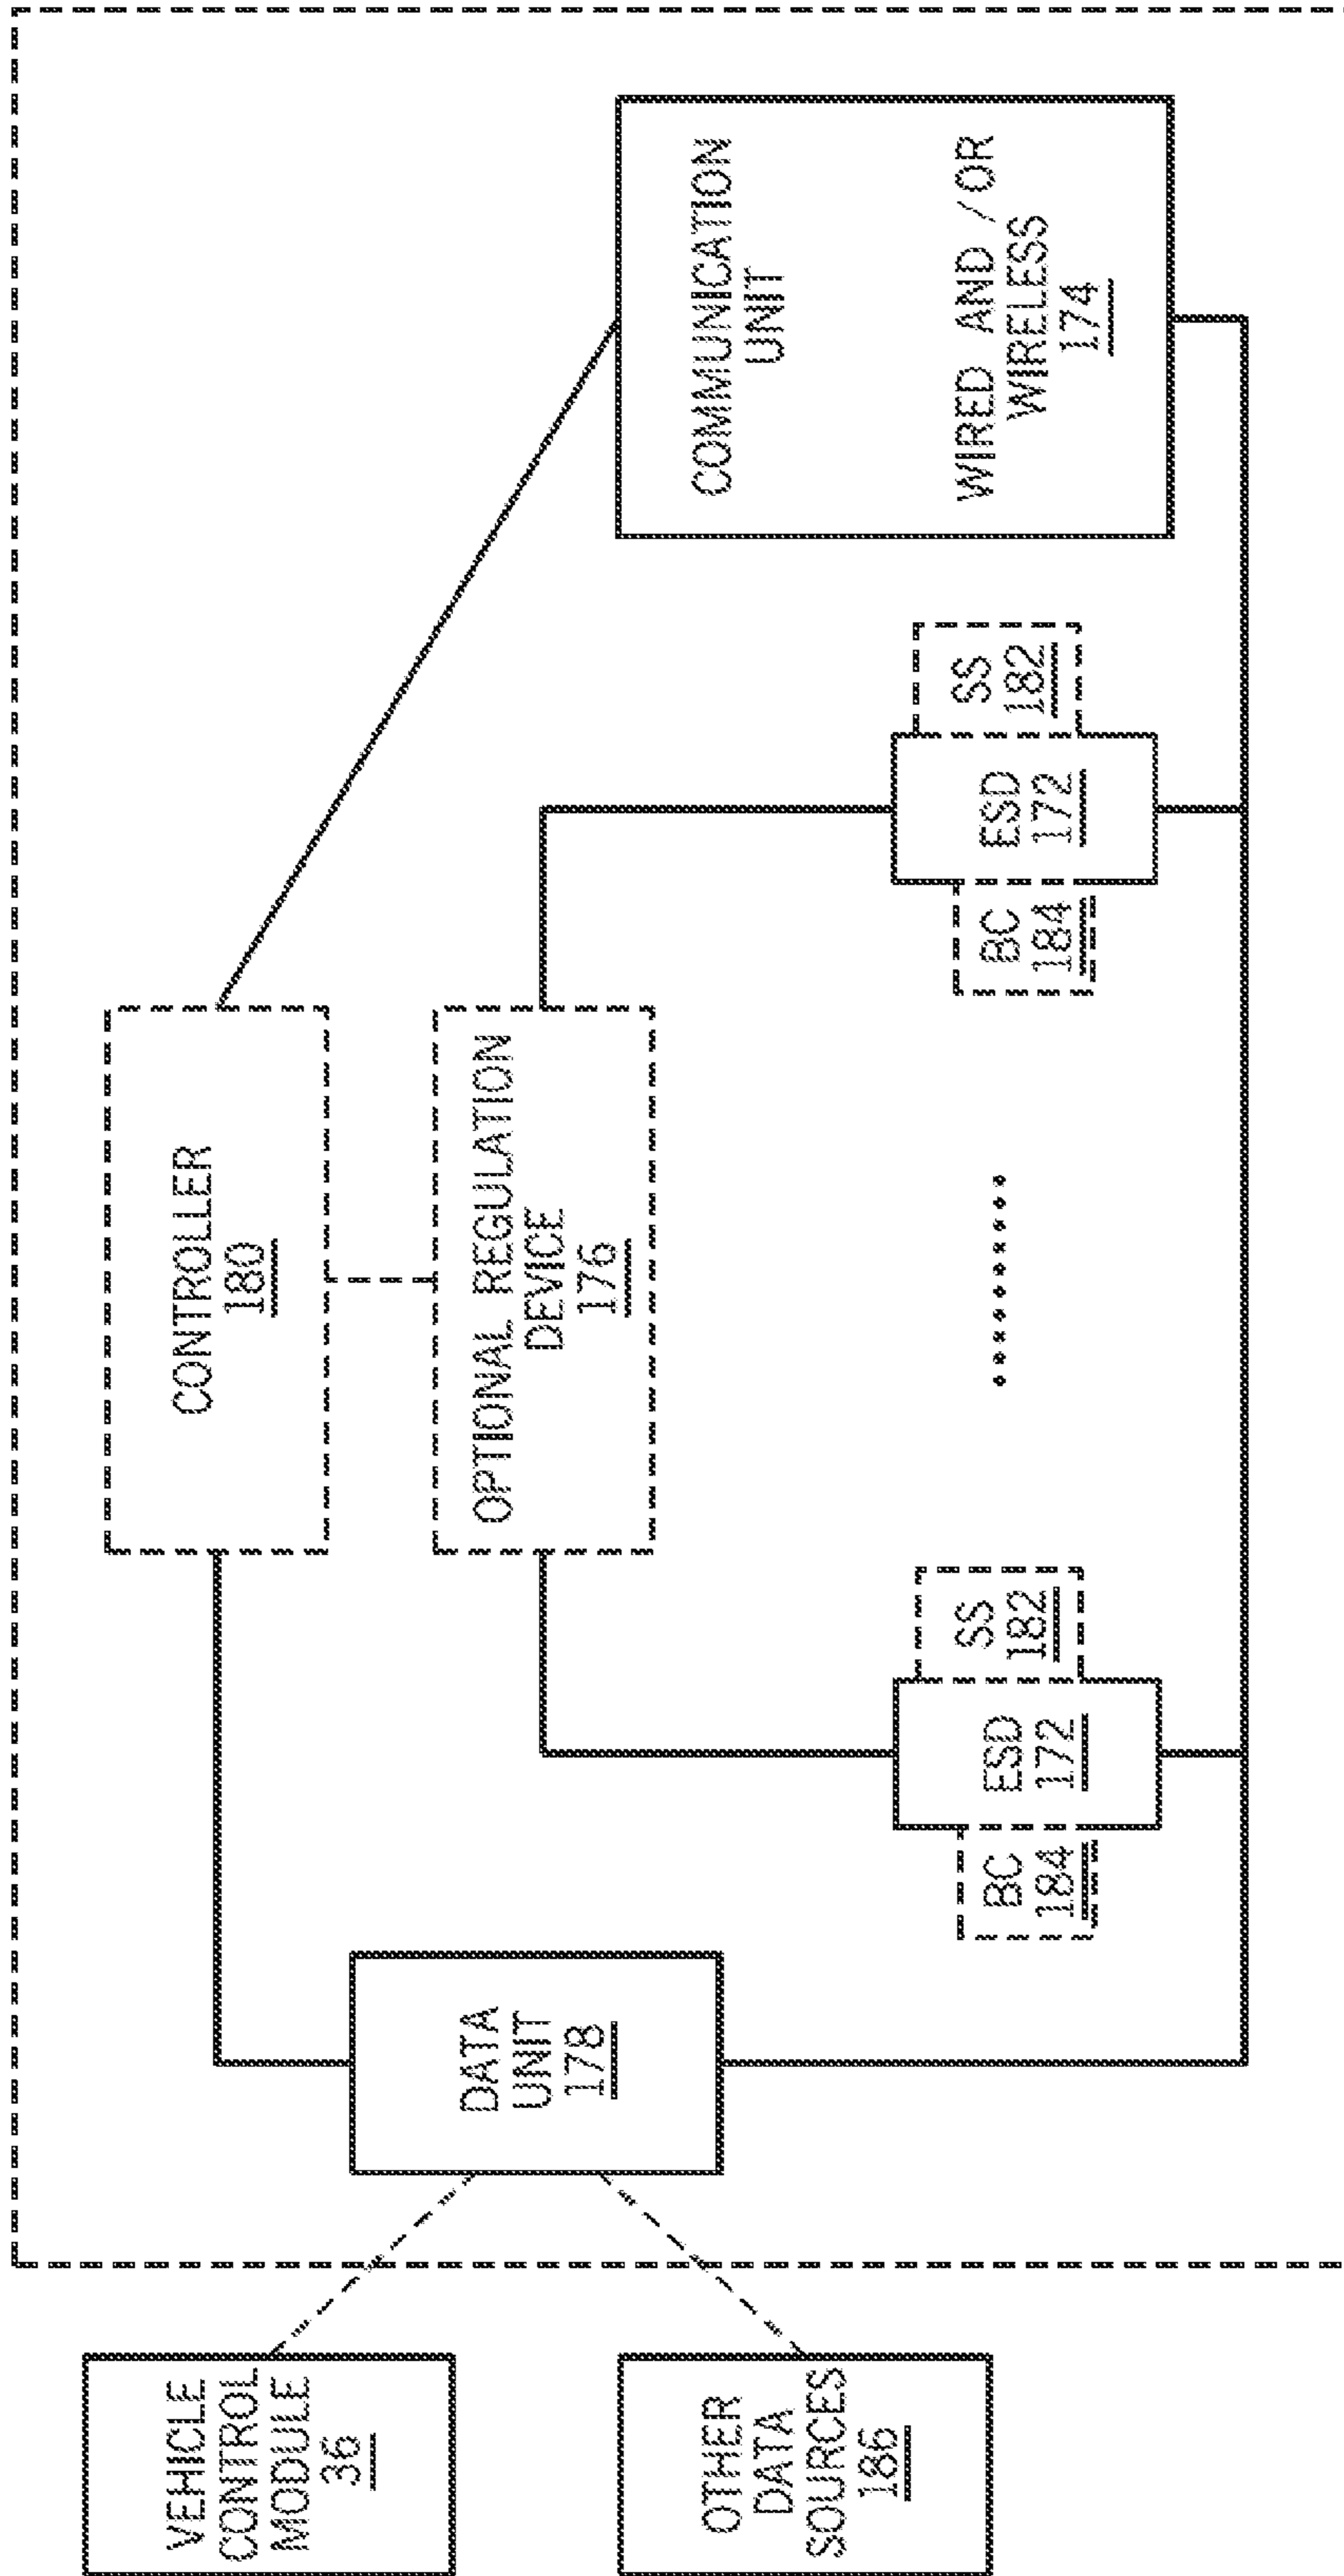 VEHICLE
CONTROL
MODULE
36
OTHER
DATA
SOURCES
186
DATA
UNIT
178
CONTROLLER
180
OPTIONAL REGULATION
DEVICE
176
BC
184
ESD
172
SS
182
BC
184
ESD
172
SS
182
COMMUNICATION
UNIT
WIRED AND/OR
WIRELESS
174